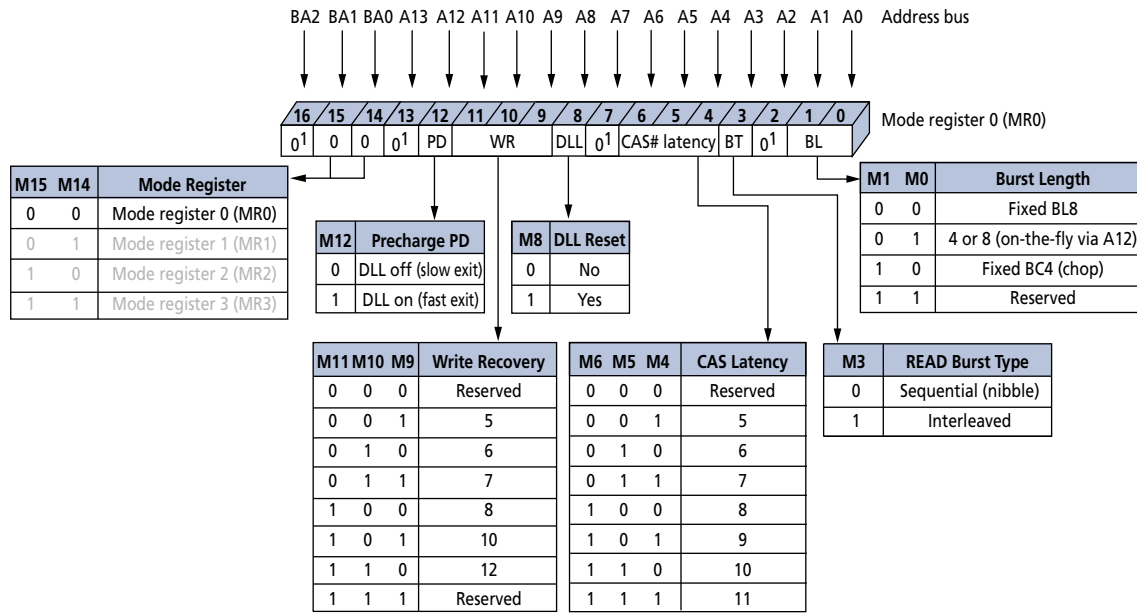 BA2 BA1 BA0 A13 A12 A11 A10 A9 A8 A7 A6 A5 A4 A3 A2 A1 A0 Address bus
16 15 14 13 12 11 10 9 8 7 6 5 4 3 2 1 0
Mode register 0 (MR0)
0¹ 0 0 0¹ PD WR DLL 0¹ CAS# latency BT 0¹ BL
M15 M14 Mode Register
0 0 Mode register 0 (MR0)
0 1 Mode register 1 (MR1)
1 0 Mode register 2 (MR2)
1 1 Mode register 3 (MR3)
M12 Precharge PD
0 DLL off (slow exit)
1 DLL on (fast exit)
M8 DLL Reset
0 No
1 Yes
M1 M0 Burst Length
0 0 Fixed BL8
0 1 4 or 8 (on-the-fly via A12)
1 0 Fixed BC4 (chop)
1 1 Reserved
M11 M10 M9 Write Recovery
0 0 0 Reserved
0 0 1 5
0 1 0 6
0 1 1 7
1 0 0 8
1 0 1 10
1 1 0 12
1 1 1 Reserved
M6 M5 M4 CAS Latency
0 0 0 Reserved
0 0 1 5
0 1 0 6
0 1 1 7
1 0 0 8
1 0 1 9
1 1 0 10
1 1 1 11
M3 READ Burst Type
0 Sequential (nibble)
1 Interleaved